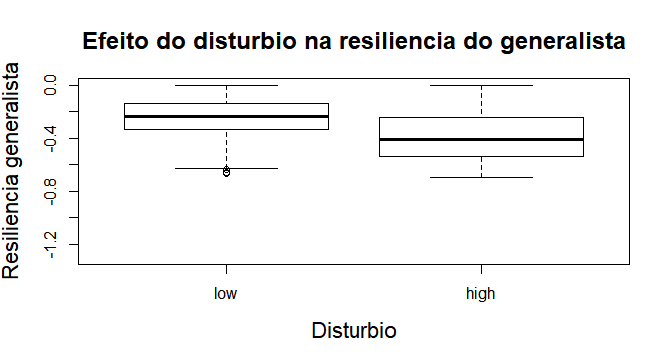 Efeito do disturbio na resiliencia do generalista
Resiliencia generalista
0.0
-0.4
-0.8
-1.2
low high
Disturbio